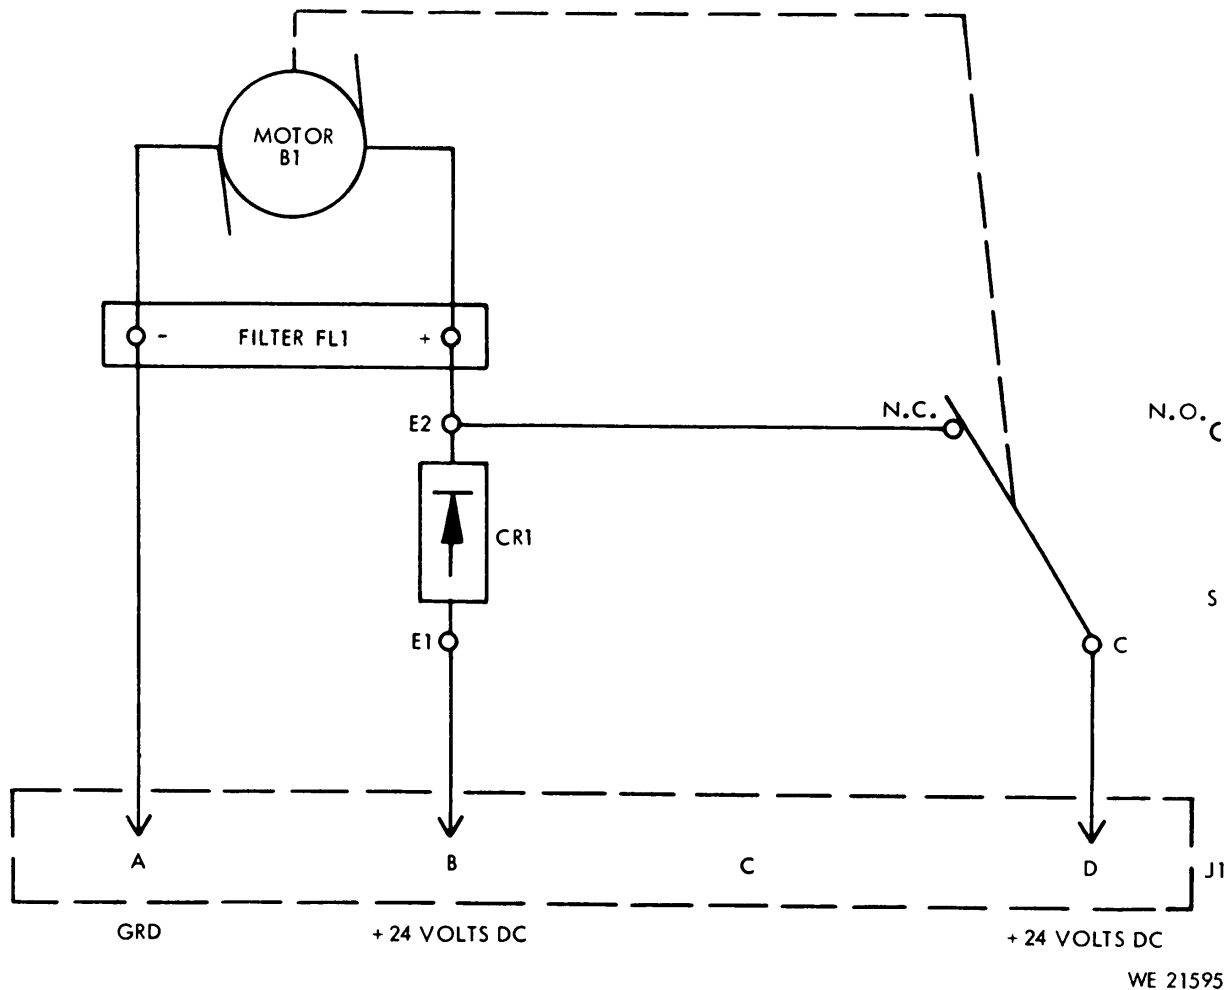 MOTOR
B1
- FILTER FL1 +
E2
N.C.
N.O.
C
CR1
S
E1
C
A B C D
J1
GRD
+ 24 VOLTS DC
+ 24 VOLTS DC
WE 21595